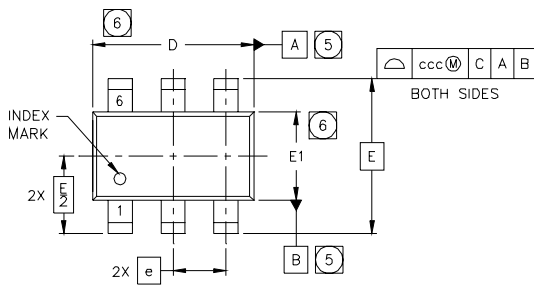 6
D
A 5
⌓ ccc Ⓜ C A B
BOTH SIDES
6
INDEX
MARK
6
E1
E
2X E/2
1
B 5
2X e